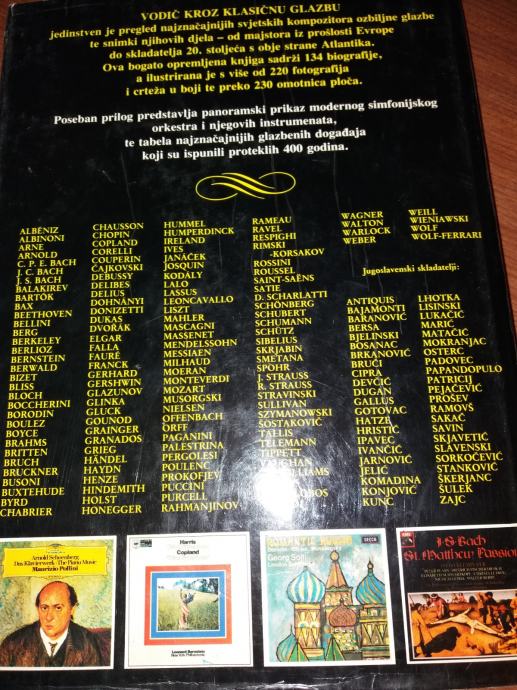 VODIČ KROZ KLASIČNU GLAZBU
jedinstven je pregled najznačajnijih svjetskih kompozitora ozbiljne glazbe
te snimki njihovih djela – od majstora iz prošlosti Evrope
do skladatelja 20. stoljeća s obje strane Atlantika.
Ova bogato opremljena knjiga sadrži 134 biografije,
a ilustrirana je s više od 220 fotografija
i crteža u boji te preko 230 omotnica ploča.
Poseban prilog predstavlja panoramski prikaz modernog simfonijskog
orkestra i njegovih instrumenata,
te tabela najznačajnijih glazbenih događaja
koji su ispunili proteklih 400 godina.
ALBÉNIZ
ALBINONI
ARNE
ARNOLD
C. P. E. BACH
J. C. BACH
J. S. BACH
BALAKIREV
BARTÓK
BAX
BEETHOVEN
BELLINI
BERG
BERKELEY
BERLIOZ
BERNSTEIN
BERWALD
BIZET
BLISS
BLOCH
BOCCHERINI
BORODIN
BOULEZ
BOYCE
BRAHMS
BRITTEN
BRUCH
BRUCKNER
BUSONI
BUXTEHUDE
BYRD
CHABRIER
CHAUSSON
CHOPIN
COPLAND
CORELLI
COUPERIN
ČAJKOVSKI
DEBUSSY
DELIBES
DELIUS
DOHNÁNYI
DONIZETTI
DUKAS
DVOŘÁK
ELGAR
FALLA
FAURÉ
FRANCK
GERHARD
GERSHWIN
GLAZUNOV
GLINKA
GLUCK
GOUNOD
GRAINGER
GRANADOS
GRIEG
HÄNDEL
HAYDN
HENZE
HINDEMITH
HOLST
HONEGGER
HUMMEL
HUMPERDINCK
IRELAND
IVES
JANÁČEK
JOSQUIN
KODALY
LALO
LASSUS
LEONCAVALLO
LISZT
MAHLER
MASCAGNI
MASSENET
MENDELSSOHN
MESSIAEN
MILHAUD
MOERAN
MONTEVERDI
MOZART
MUSORGSKI
NIELSEN
OFFENBACH
ORFF
PAGANINI
PALESTRINA
PERGOLESI
POULENC
PROKOFJEV
PUCCINI
PURCELL
RAHMANJINOV
RAMEAU
RAVEL
RESPIGHI
RIMSKI
-KORSAKOV
ROSSINI
ROUSSEL
SAINT-SAËNS
SATIE
D. SCHARLATTI
SCHÖNBERG
SCHUBERT
SCHUMANN
SCHÜTZ
SIBELIUS
SKRJABIN
SMETANA
SPOHR
J. STRAUSS
R. STRAUSS
STRAVINSKI
SULLIVAN
SZYMANOWSKI
ŠOSTAKOVIČ
TALLIS
TELEMANN
TIPPETT
WAGNER
WALTON
WARLOCK
WEBER
WEILL
WIENIAWSKI
WOLF
WOLF-FERRARI
Jugoslavenski skladatelji:
ANTIQUIS
BAJAMONTI
BARANOVIĆ
BERSA
BJELINSKI
BOSANAC
BRKANOVIĆ
BRUČI
CIPRA
DEVČIĆ
DUGAN
GALLUS
GOTOVAC
HATZE
HRISTIĆ
IPAVEC
IVANČIĆ
JARNOVIĆ
JELIĆ
KOMADINA
KONJOVIĆ
KUNC
LHOTKA
LISINSKI
LUKAČIĆ
MARIĆ
MATAČIĆ
MOKRANJAC
OSTERC
PADOVEC
PAPANDOPULO
PATRICIJ
PEJAČEVIĆ
PROŠEV
RAMOVŠ
SAKAČ
SAVIN
SKJAVETIĆ
SLAVENSKI
SORKOČEVIĆ
STANKOVIĆ
ŠKERJANC
ŠULEK
ZAJC
Arnold Schoenberg
Das Klavierwerk · The Piano Music
Maurizio Pollini
Harris
Copland
Leonard Bernstein
New York Philharmonic
ROMANTIC RUSSIA
Georg Solti
London
DECCA
J.S. Bach
St. Matthew Passion